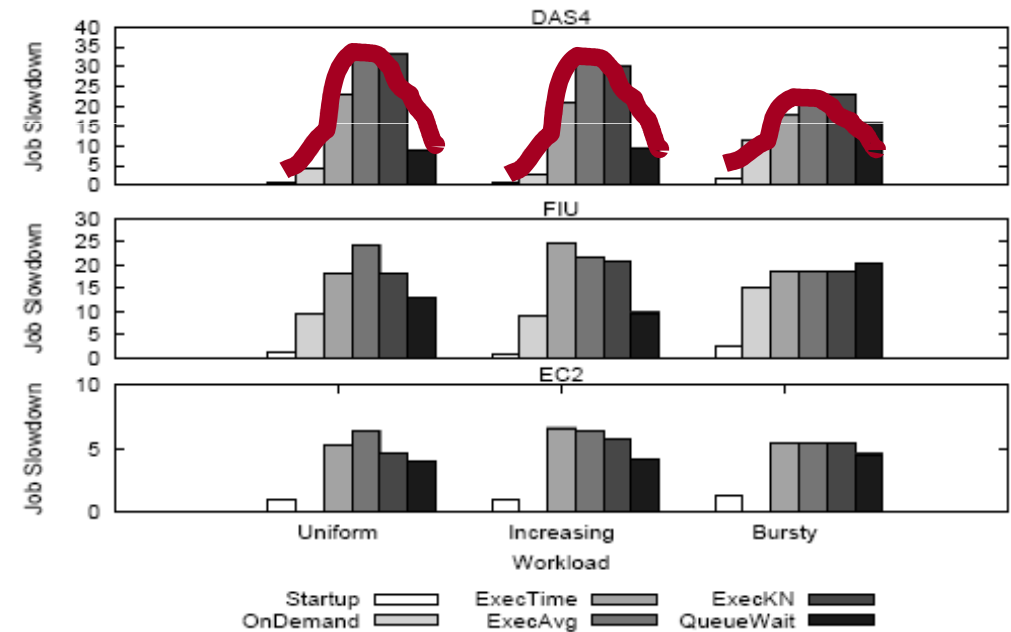 DAS4
Job Slowdown
40
35
30
25
20
15
10
5
0
FIU
Job Slowdown
30
25
20
15
10
5
0
EC2
Job Slowdown
10
5
0
Uniform Increasing Bursty
Workload
Startup ExecTime ExecKN
OnDemand ExecAvg QueueWait